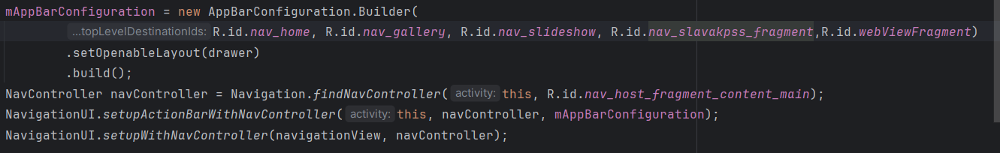 mAppBarConfiguration = new AppBarConfiguration.Builder(
...topLevelDestinationIds: R.id.nav_home, R.id.nav_gallery, R.id.nav_slideshow, R.id.nav_slavakpss_fragment,R.id.webViewFragment)
.setOpenableLayout(drawer)
.build();
NavController navController = Navigation.findNavController( activity: this, R.id.nav_host_fragment_content_main);
NavigationUI.setupActionBarWithNavController( activity: this, navController, mAppBarConfiguration);
NavigationUI.setupWithNavController(navigationView, navController);